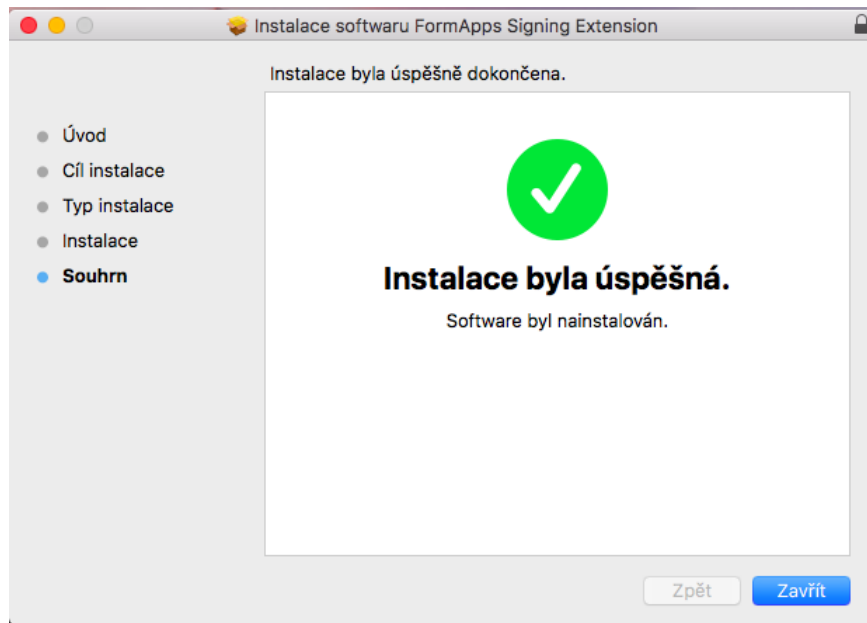 Instalace softwaru FormApps Signing Extension
Instalace byla úspěšně dokončena.
Úvod
Cíl instalace
Typ instalace
Instalace
Souhrn
Instalace byla úspěšná.
Software byl nainstalován.
Zpět
Zavřít